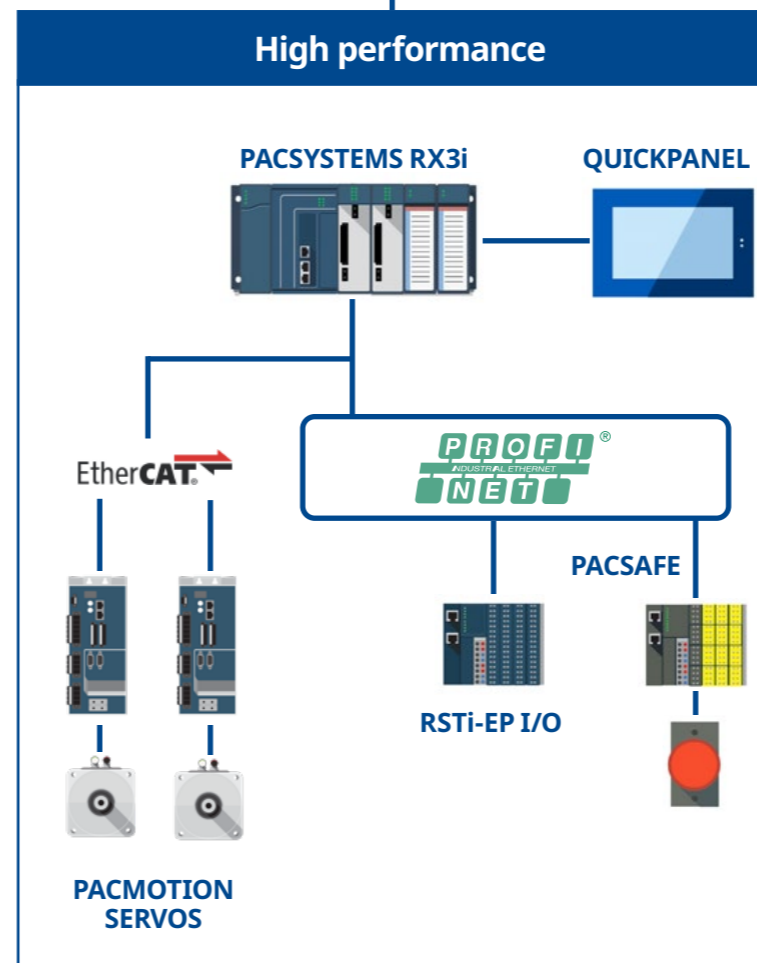 High performance
PACSYSTEMS RX3i
QUICKPANEL
EtherCAT®
PROFI®
INDUSTRIAL ETHERNET
NET
PACSAFE
RSTi-EP I/O
PACMOTION
SERVOS